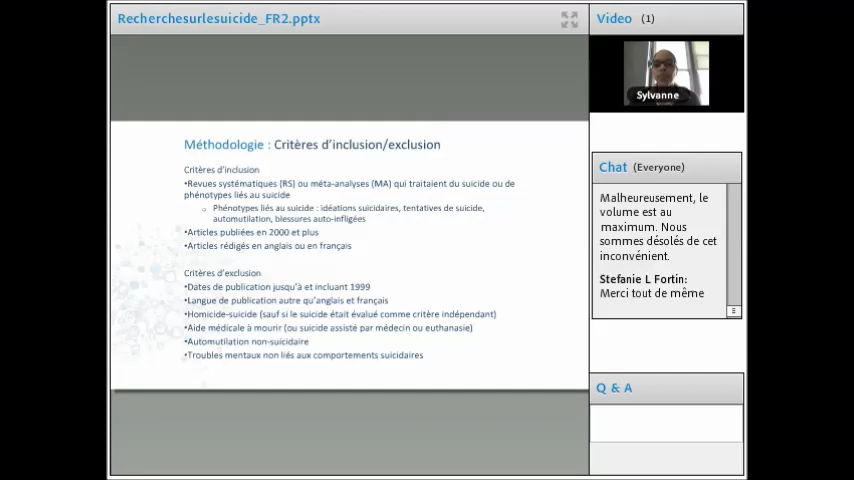 Recherchesurlesuicide_FR2.pptx
Méthodologie : Critères d'inclusion/exclusion
Critères d'inclusion
•Revues systématiques (RS) ou méta-analyses (MA) qui traitaient du suicide ou de
phénotypes liés au suicide
o Phénotypes liés au suicide : idéations suicidaires, tentatives de suicide,
automutilation, blessures auto-infligées
•Articles publiées en 2000 et plus
•Articles rédigés en anglais ou en français
Critères d'exclusion
•Dates de publication jusqu'à et incluant 1999
•Langue de publication autre qu'anglais et français
•Homicide-suicide (sauf si le suicide était évalué comme critère indépendant)
•Aide médicale à mourir (ou suicide assisté par médecin ou euthanasie)
•Automutilation non-suicidaire
•Troubles mentaux non liés aux comportements suicidaires
Video (1)
Sylvanne
Chat (Everyone)
Malheureusement, le
volume est au
maximum. Nous
sommes désolés de cet
inconvénient.
Stefanie L Fortin:
Merci tout de même
Q & A